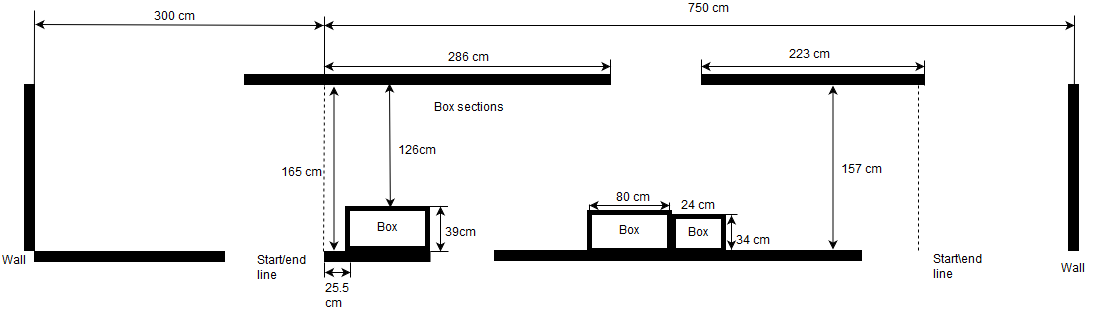 300 cm
750 cm
286 cm
223 cm
Box sections
126cm
165 cm
157 cm
80 cm
24 cm
Box
39cm
Box
Box
34 cm
Wall
Start/end
line
Start\end
line
Wall
25.5
cm